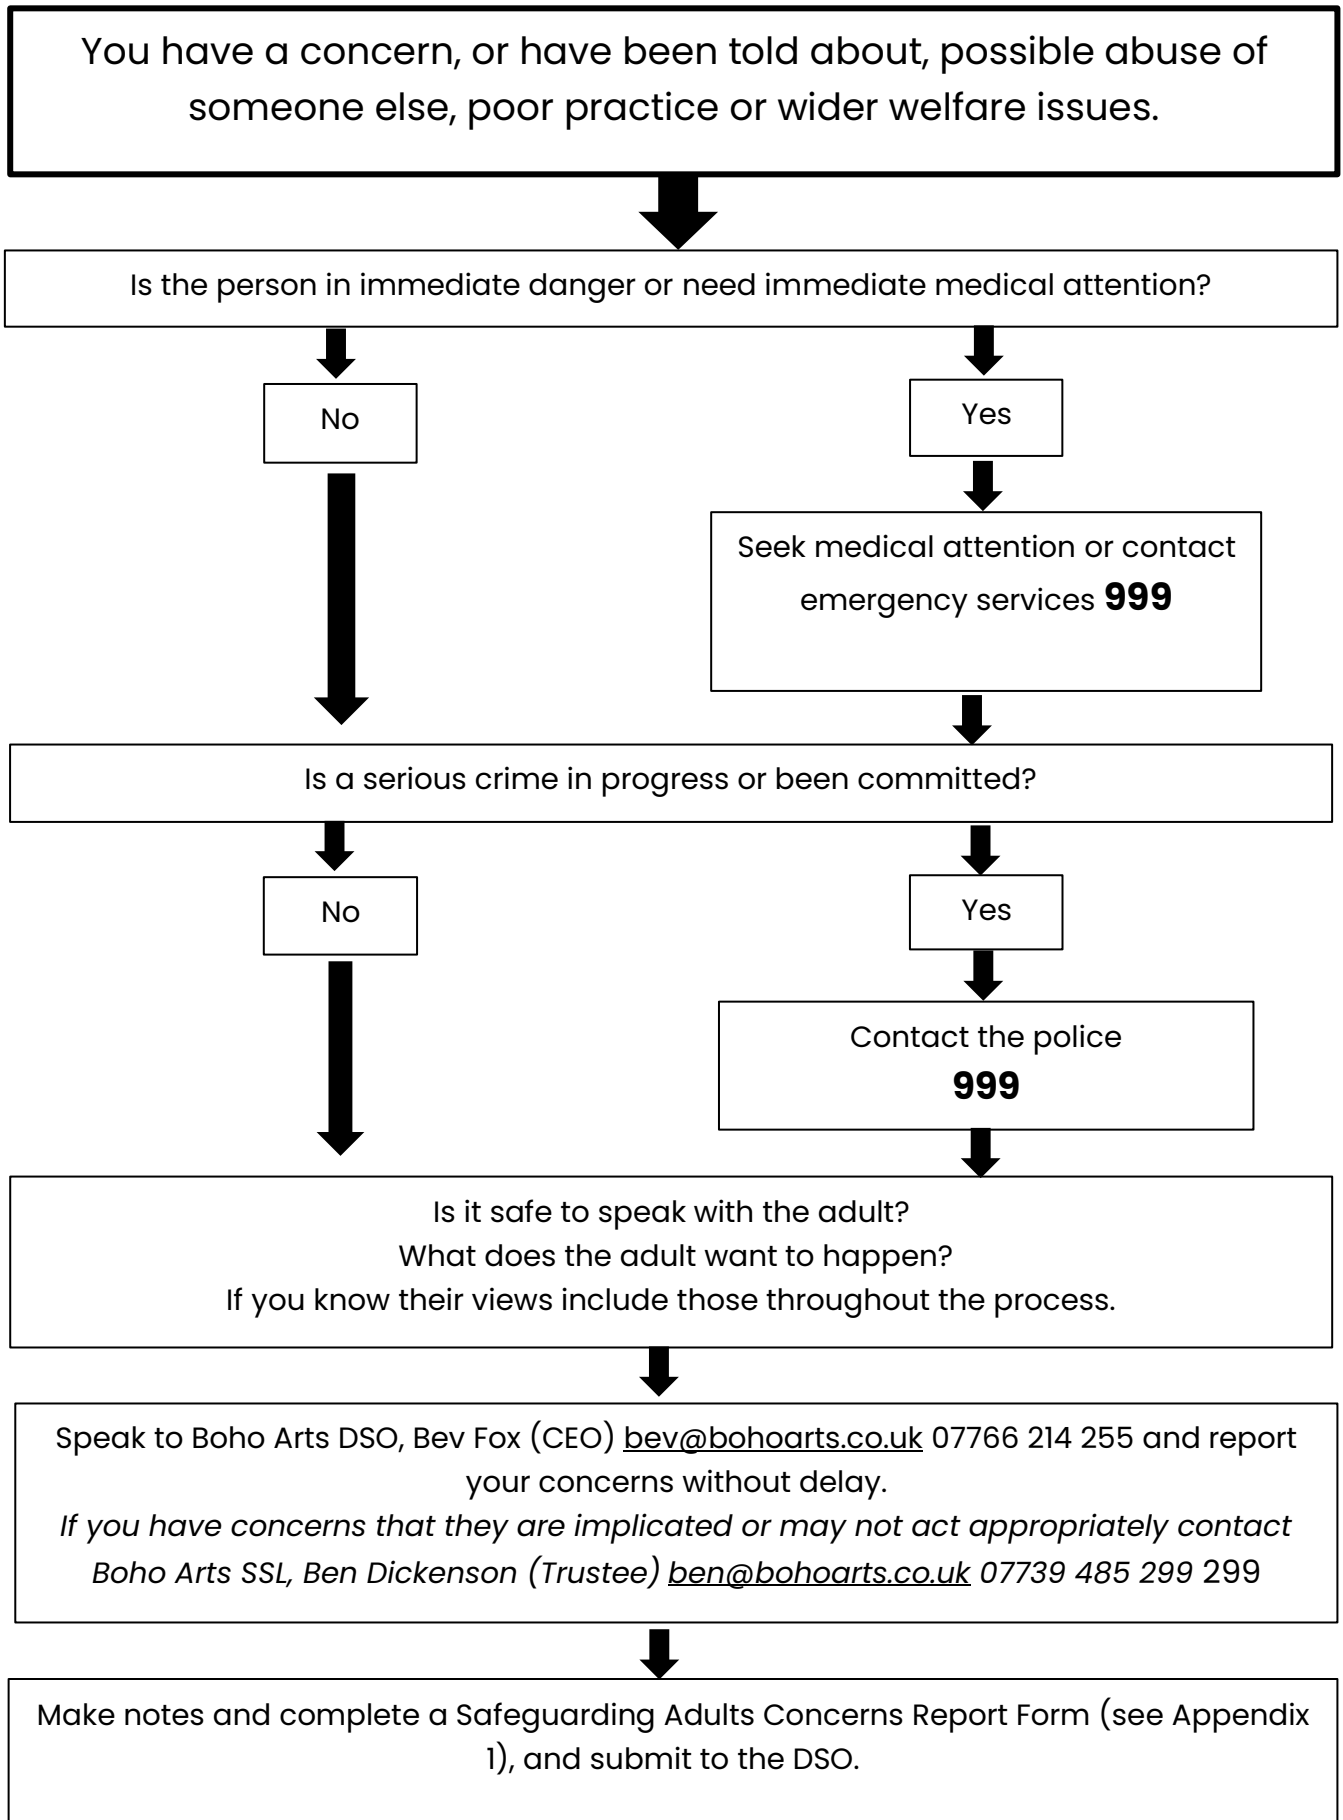 You have a concern, or have been told about, possible abuse of
someone else, poor practice or wider welfare issues.
Is the person in immediate danger or need immediate medical attention?
No
Yes
Seek medical attention or contact
emergency services 999
Is a serious crime in progress or been committed?
No
Yes
Contact the police
999
Is it safe to speak with the adult?
What does the adult want to happen?
If you know their views include those throughout the process.
Speak to Boho Arts DSO, Bev Fox (CEO) bev@bohoarts.co.uk 07766 214 255 and report
your concerns without delay.
If you have concerns that they are implicated or may not act appropriately contact
Boho Arts SSL, Ben Dickenson (Trustee) ben@bohoarts.co.uk 07739 485 299 299
Make notes and complete a Safeguarding Adults Concerns Report Form (see Appendix
1), and submit to the DSO.